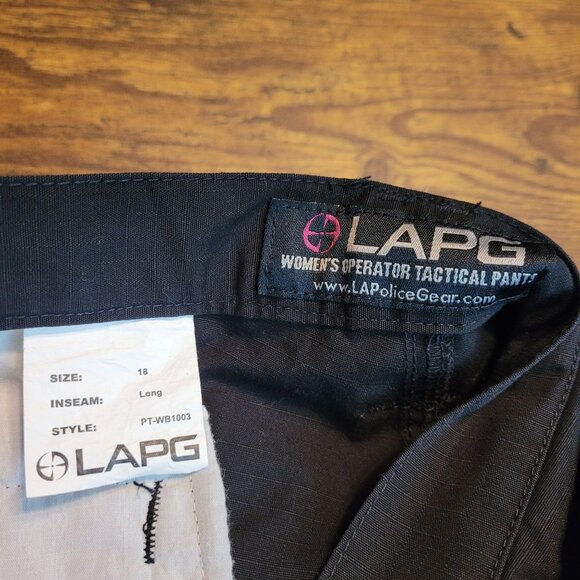 LAPG
WOMEN'S OPERATOR TACTICAL PANTS
www.LAPoliceGear.com
SIZE: 18
INSEAM: Long
STYLE: PT-WB1003
LAPG